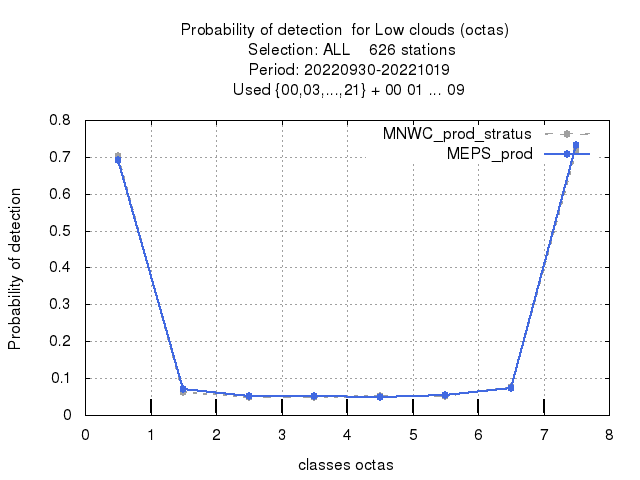 Probability of detection  for Low clouds (octas)
Selection: ALL    626 stations
Period: 20220930-20221019
Used {00,03,...,21} + 00 01 ... 09
MNWC_prod_stratus
MEPS_prod
Probability of detection
0.8
0.7
0.6
0.5
0.4
0.3
0.2
0.1
0
0 1 2 3 4 5 6 7 8
classes octas